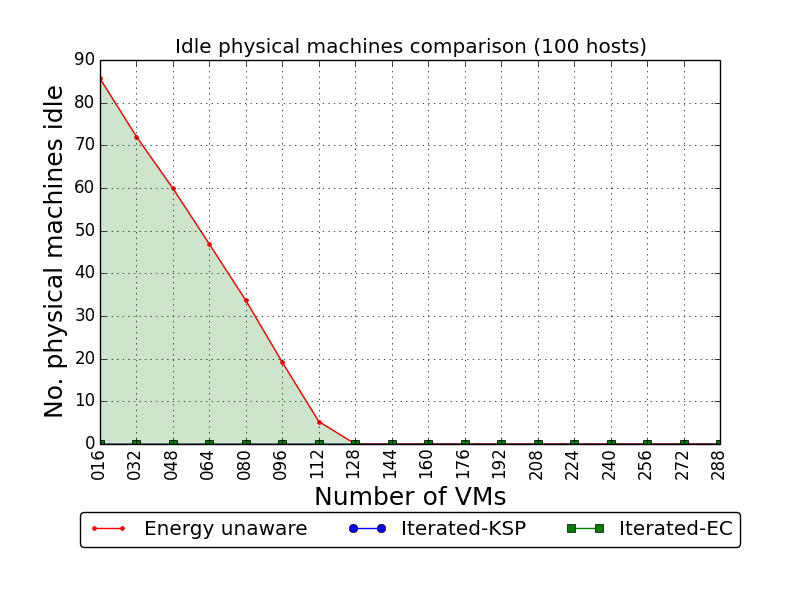 Idle physical machines comparison (100 hosts)
No. physical machines idle
90
80
70
60
50
40
30
20
10
0
016 032 048 064 080 096 112 128 144 160 176 192 208 224 240 256 272 288
Number of VMs
Energy unaware Iterated-KSP Iterated-EC